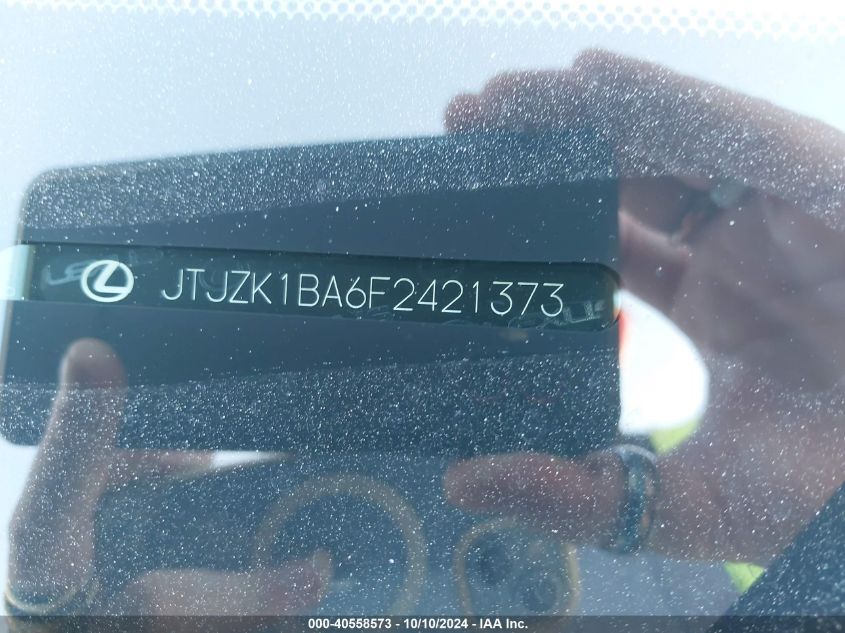 JTJZK1BA6F2421373
000-40558573 - 10/10/2024 - IAA Inc.